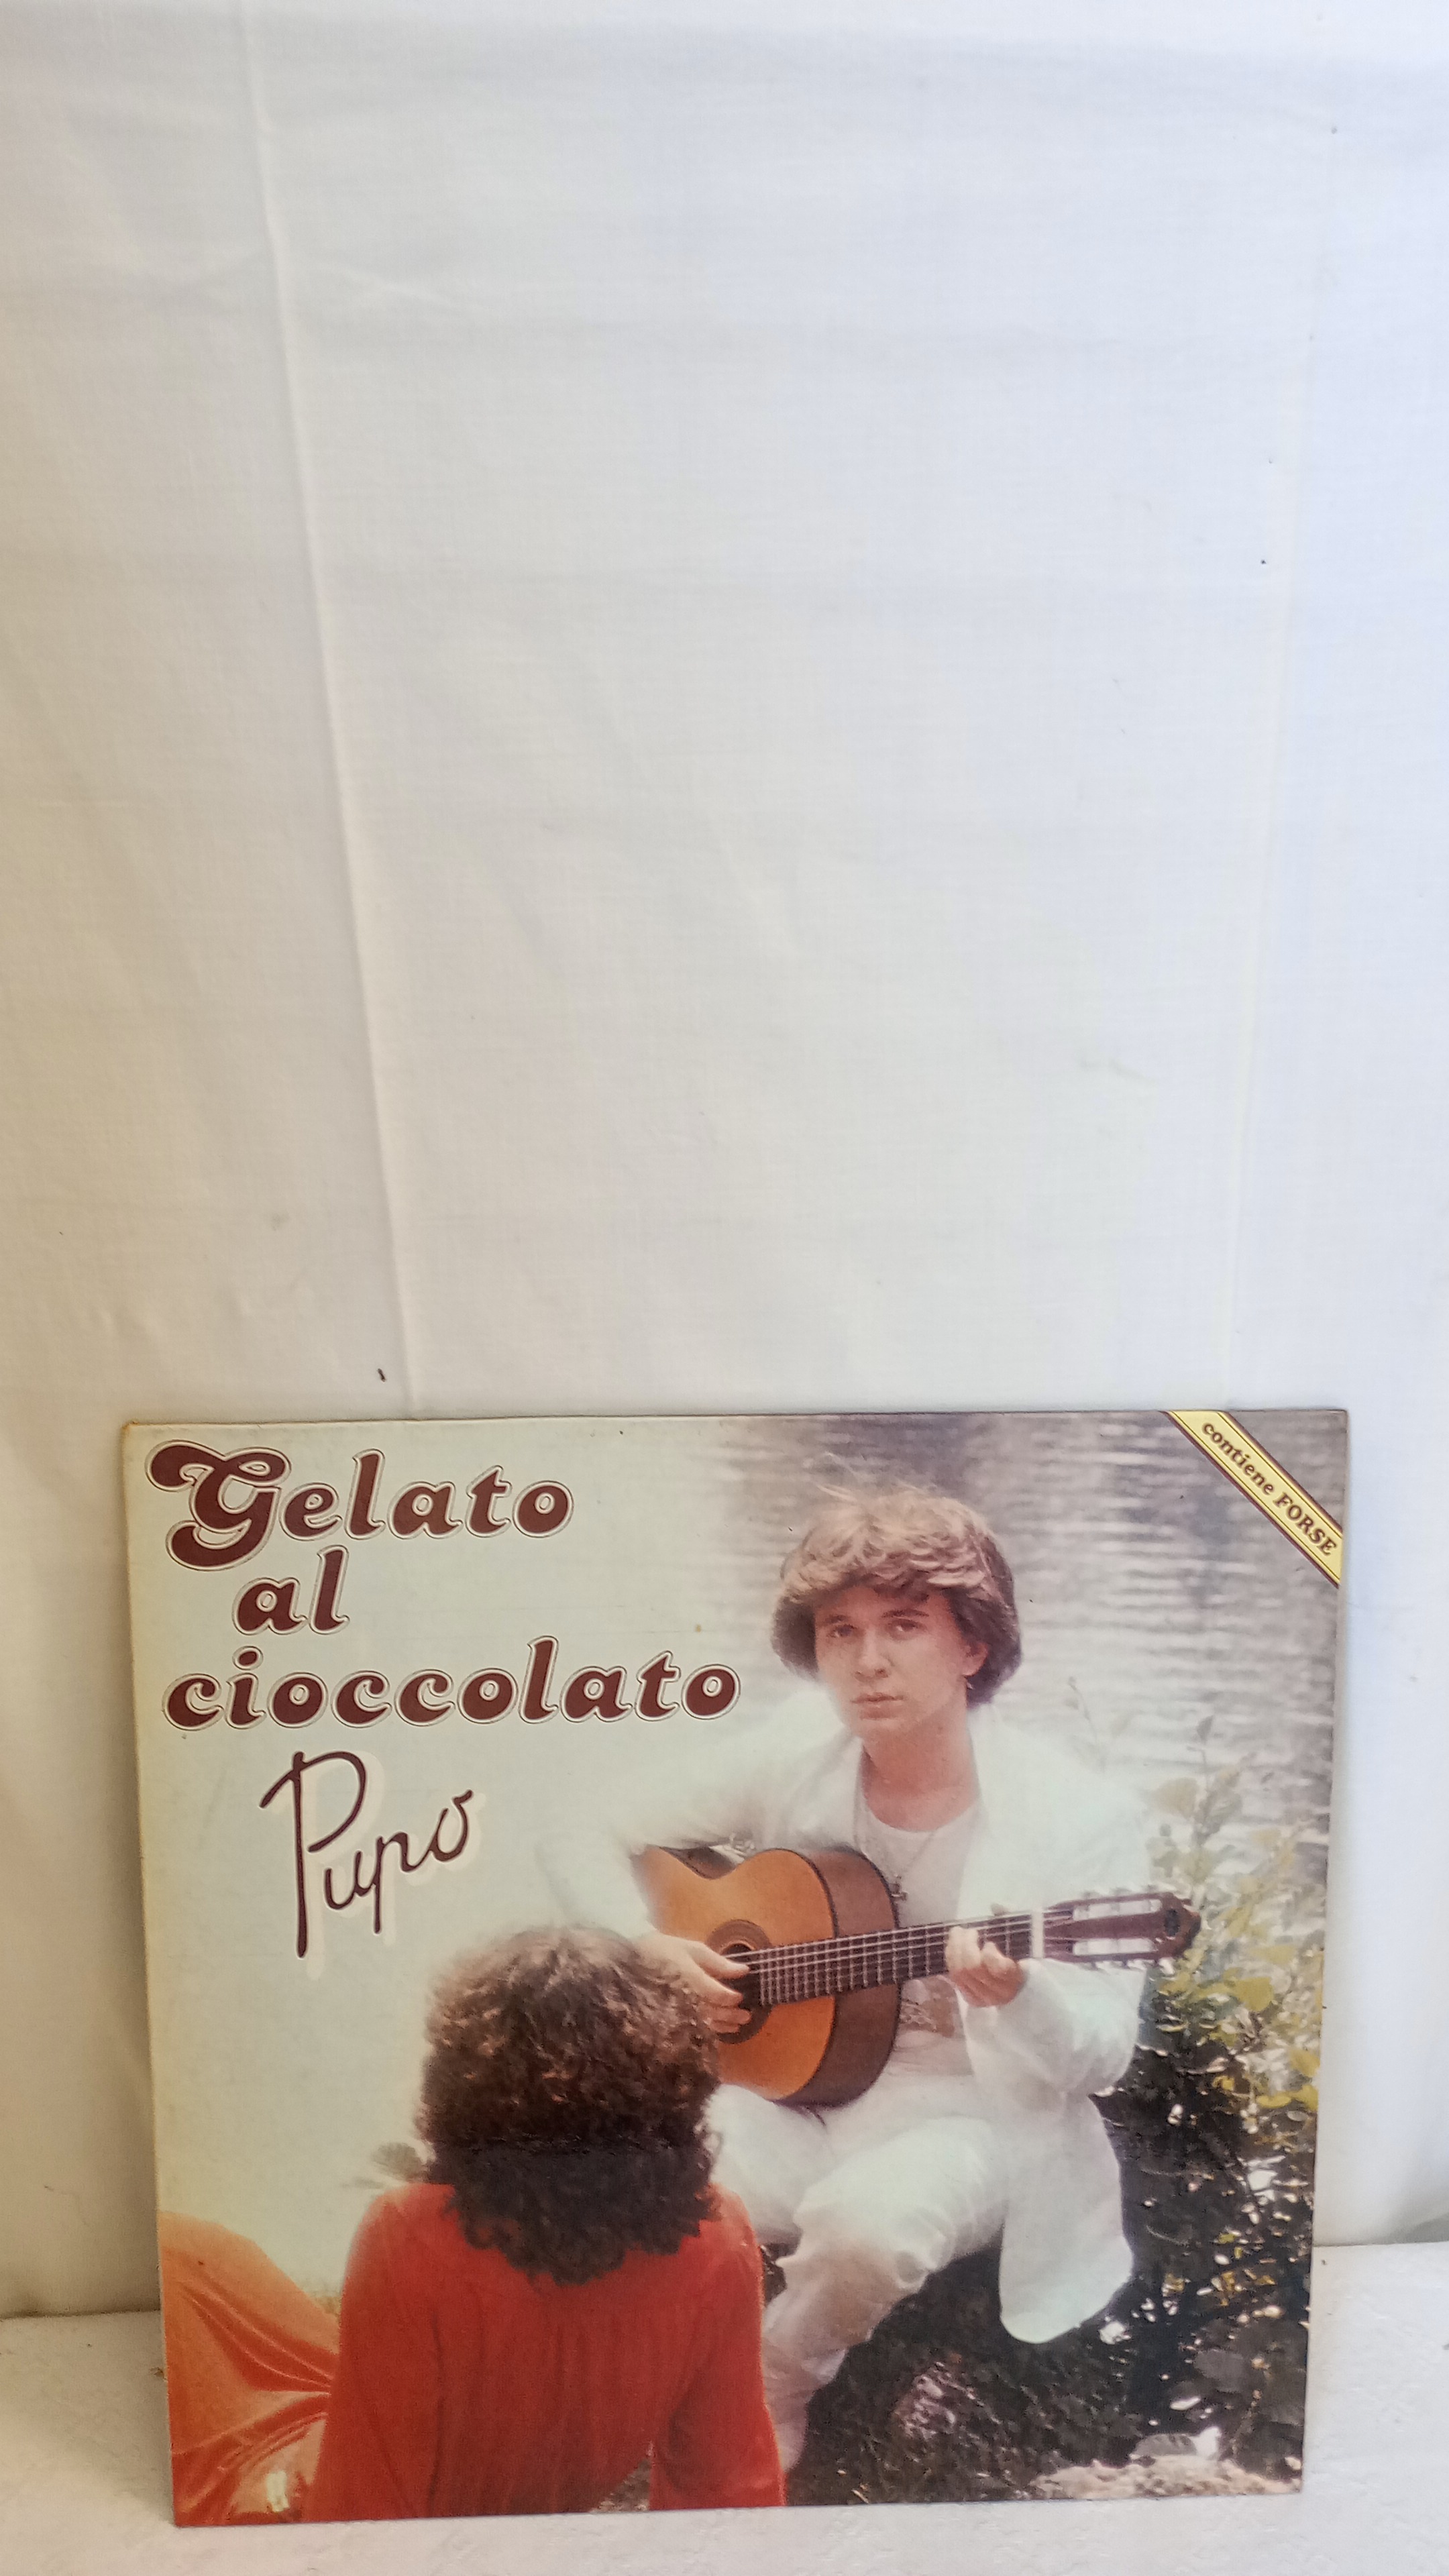 Gelato
al
cioccolato
Pupo
contiene FORSE